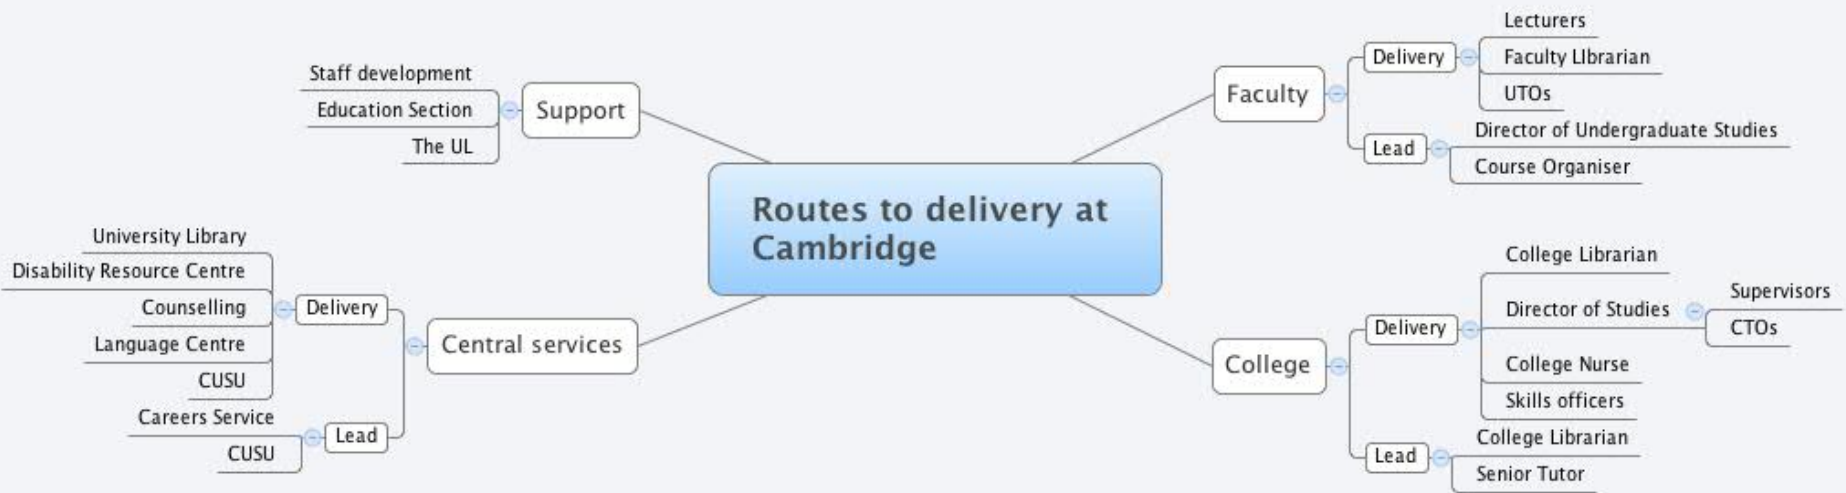 Routes to delivery at
Cambridge
Support
Staff development
Education Section
The UL
Central services
Delivery
University Library
Disability Resource Centre
Counselling
Language Centre
CUSU
Lead
Careers Service
CUSU
Faculty
Delivery
Lecturers
Faculty LIbrarian
UTOs
Lead
Director of Undergraduate Studies
Course Organiser
College
Delivery
College Librarian
Director of Studies
Supervisors
CTOs
College Nurse
Skills officers
Lead
College Librarian
Senior Tutor